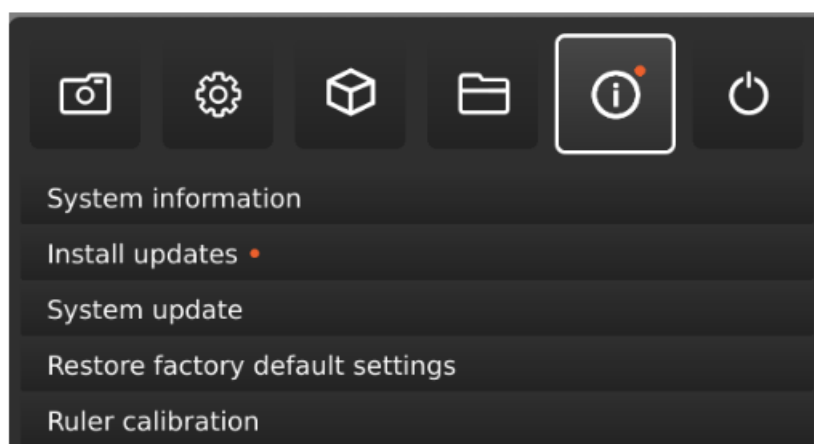 System information
Install updates
System update
Restore factory default settings
Ruler calibration